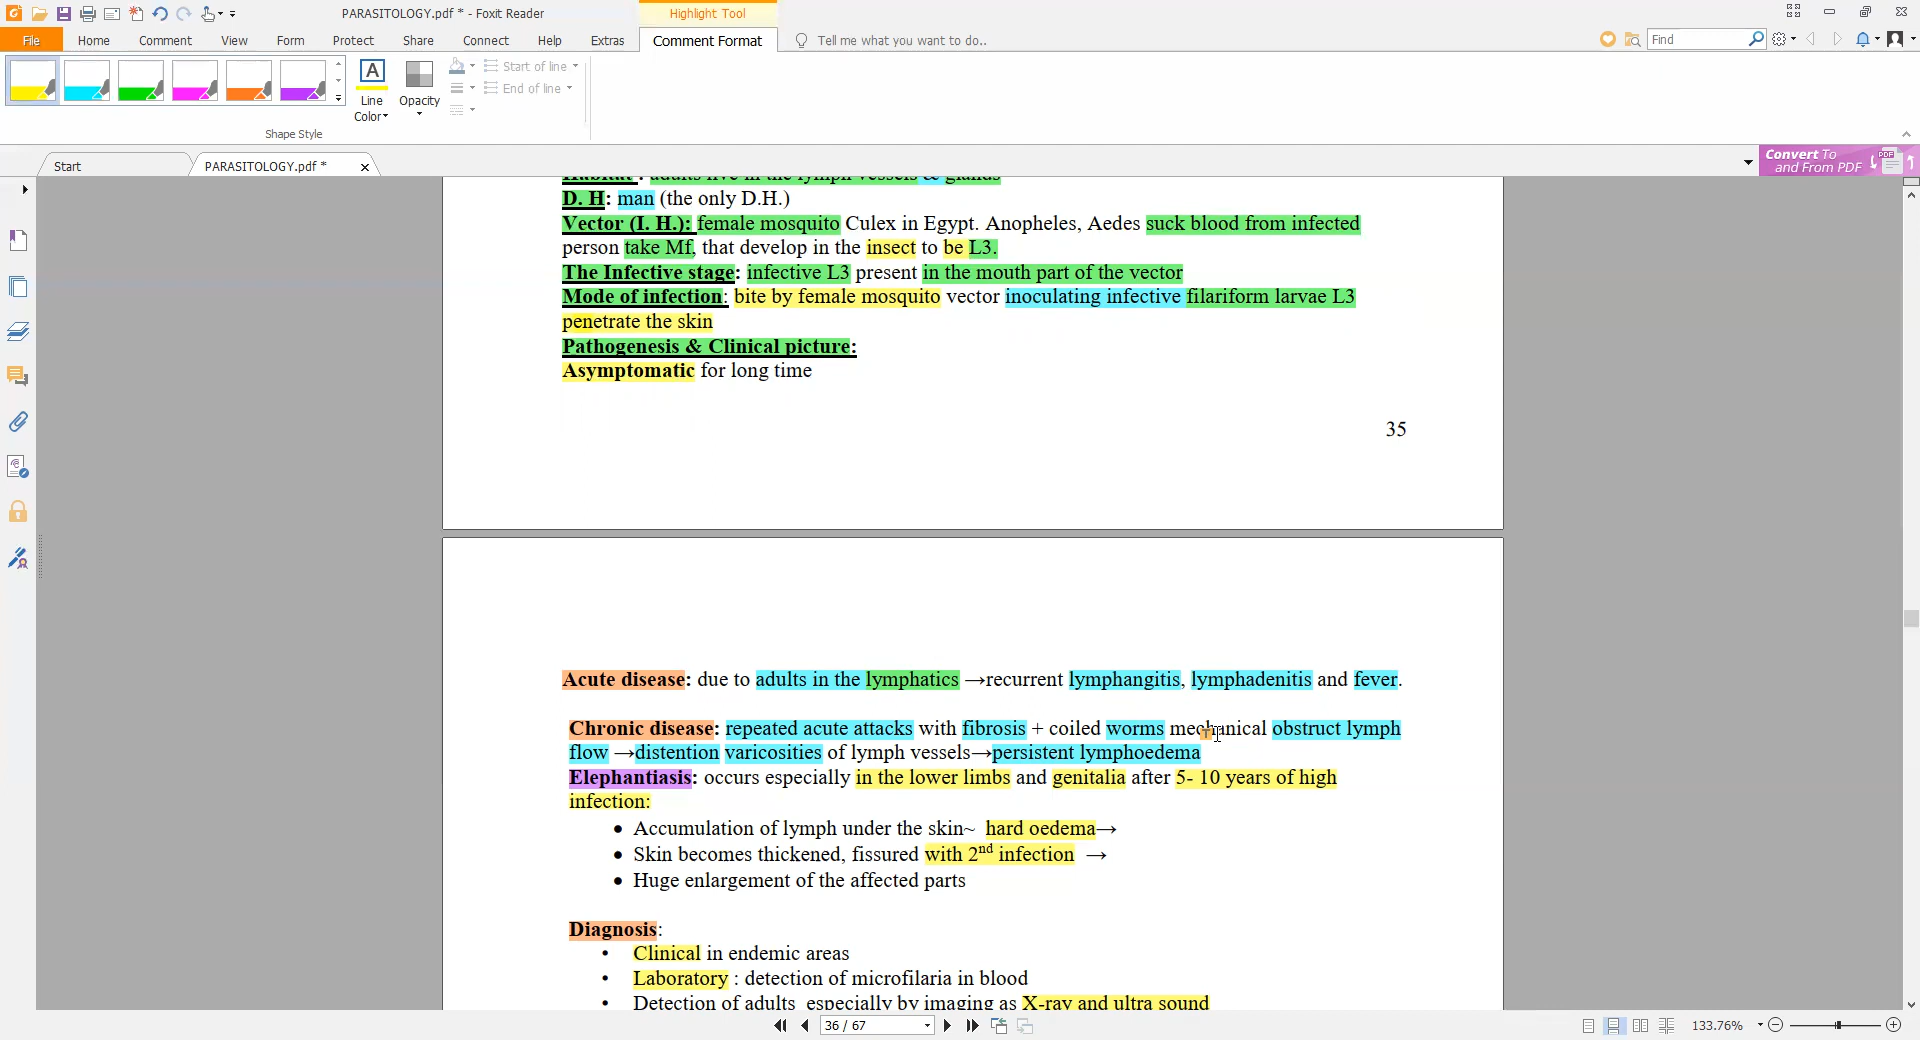 PARASITOLOGY.pdf * - Foxit Reader
Highlight Tool
File Home Comment View Form Protect Share Connect Help Extras Comment Format Tell me what you want to do.. Find
Start of line
End of line
Line Color
Opacity
Shape Style
Start
PARASITOLOGY.pdf *
Convert To and From PDF
PDF
Habitat : adults live in the lymph vessels & glands
D. H: man (the only D.H.)
Vector (I. H.): female mosquito Culex in Egypt. Anopheles, Aedes suck blood from infected
person take Mf, that develop in the insect to be L3.
The Infective stage: infective L3 present in the mouth part of the vector
Mode of infection: bite by female mosquito vector inoculating infective filariform larvae L3
penetrate the skin
Pathogenesis & Clinical picture:
Asymptomatic for long time
35
Acute disease: due to adults in the lymphatics →recurrent lymphangitis, lymphadenitis and fever.
Chronic disease: repeated acute attacks with fibrosis + coiled worms mechanical obstruct lymph
flow →distention varicosities of lymph vessels→persistent lymphoedema
Elephantiasis: occurs especially in the lower limbs and genitalia after 5- 10 years of high
infection:
• Accumulation of lymph under the skin~ hard oedema→
• Skin becomes thickened, fissured with 2nd infection →
• Huge enlargement of the affected parts
Diagnosis:
• Clinical in endemic areas
• Laboratory : detection of microfilaria in blood
• Detection of adults especially by imaging as X-ray and ultra sound
36 / 67
133.76%